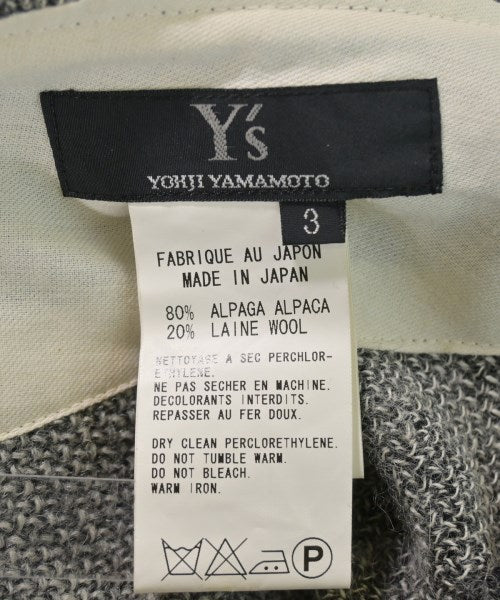 Y's
YOHJI YAMAMOTO
3
FABRIQUE AU JAPON
MADE IN JAPAN
80% ALPAGA ALPACA
20% LAINE WOOL
NETTOYAGE A SEC PERCHLOR-
ETHYLENE.
NE PAS SECHER EN MACHINE.
DECOLORANTS INTERDITS.
REPASSER AU FER DOUX.
DRY CLEAN PERCLORETHYLENE.
DO NOT TUMBLE WARM.
DO NOT BLEACH.
WARM IRON.
P